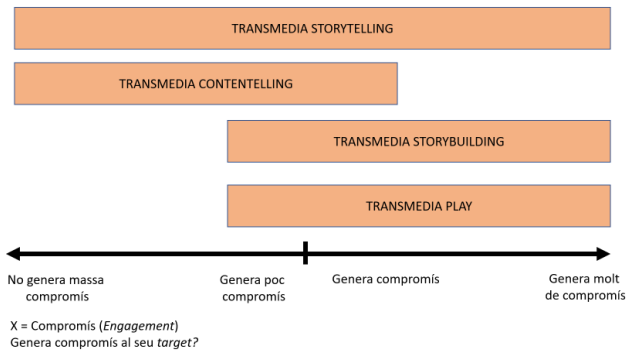 TRANSMEDIA STORYTELLING
TRANSMEDIA CONTENTELLING
TRANSMEDIA STORYBUILDING
TRANSMEDIA PLAY
No genera massa
compromís
Genera poc
compromís
Genera compromís
Genera molt
de compromís
X = Compromís (Engagement)
Genera compromís al seu target?